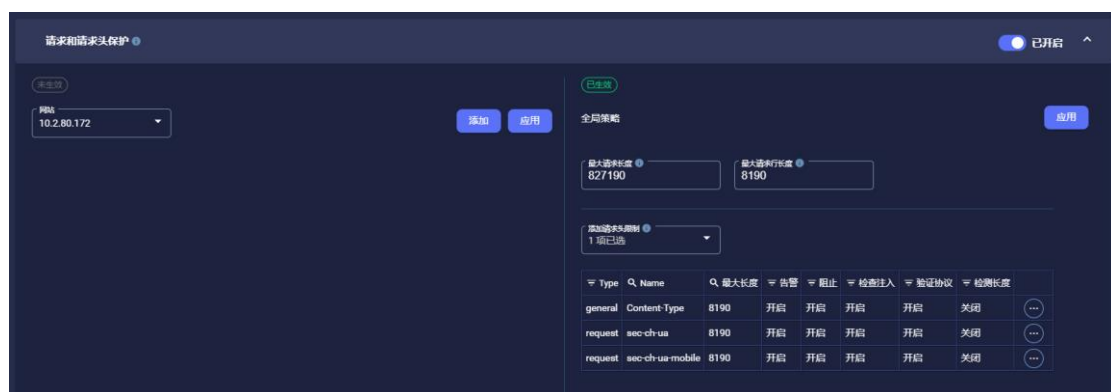 请求和请求头保护
已开启
未生效
网站
10.2.80.172
添加
应用
已生效
全局策略
应用
最大请求长度
827190
最大请求行长度
8190
添加请求头限制
1 项已选
Type Name 最大长度 告警 阻止 检查注入 验证协议 检测长度
general Content-Type 8190 开启 开启 开启 开启 关闭
request sec-ch-ua 8190 开启 开启 开启 开启 关闭
request sec-ch-ua-mobile 8190 开启 开启 开启 开启 关闭